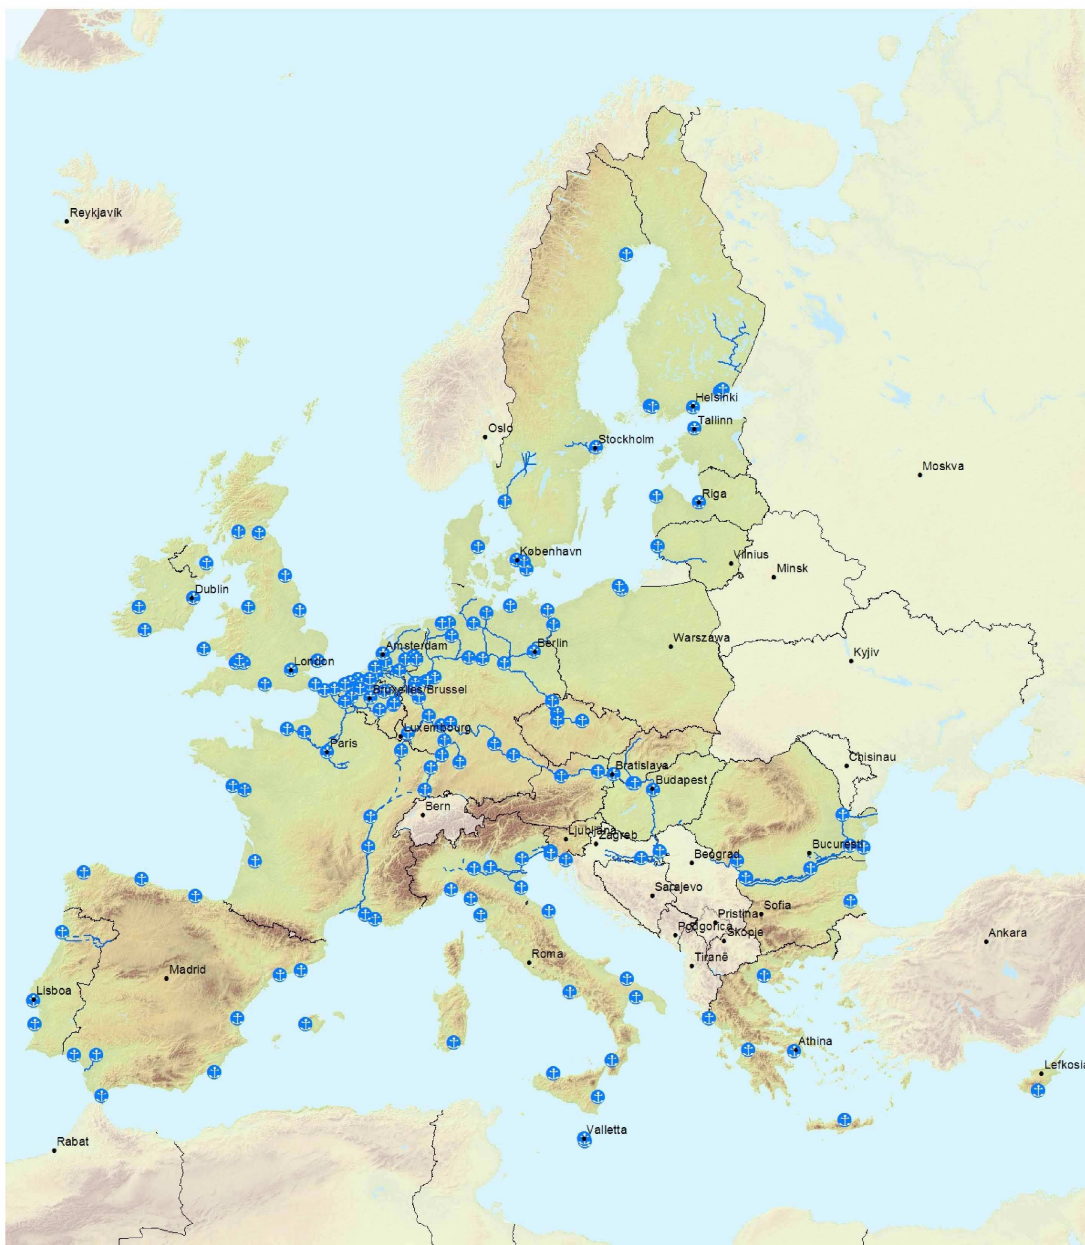 Reykjavík
Helsinki
Tallinn
Oslo
Stockholm
Moskva
Riga
København
Vilnius
Minsk
Dublin
Amsterdam
Berlin
Warszawa
London
Kyjiv
Bruxelles/Brussel
Luxembourg
Paris
Chisinau
Bratislava
Budapest
Bern
Ljubljana
Zagreb
Bucuresti
Beograd
Sarajevo
Pristina
Sofia
Podgorica
Skopje
Ankara
Roma
Tiranë
Madrid
Lisboa
Athina
Lefkosia
Valletta
Rabat